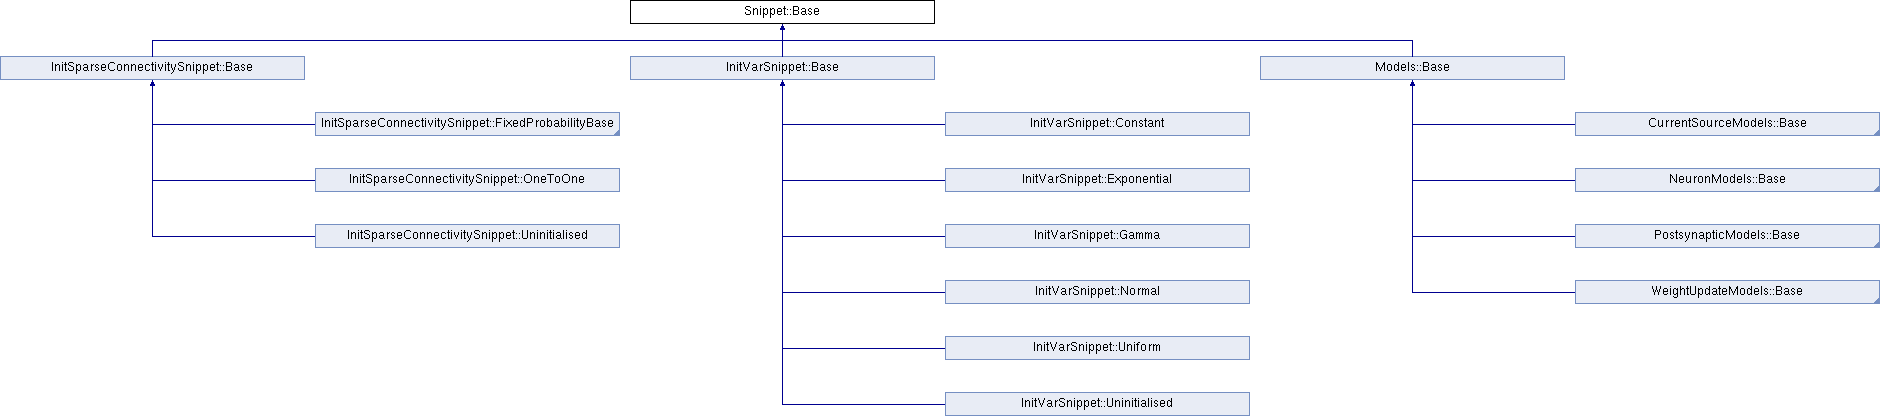 Snippet::Base
InitSparseConnectivitySnippet::Base
InitVarSnippet::Base
Models::Base
InitSparseConnectivitySnippet::FixedProbabilityBase
InitVarSnippet::Constant
CurrentSourceModels::Base
InitSparseConnectivitySnippet::OneToOne
InitVarSnippet::Exponential
NeuronModels::Base
InitSparseConnectivitySnippet::Uninitialised
InitVarSnippet::Gamma
PostsynapticModels::Base
InitVarSnippet::Normal
WeightUpdateModels::Base
InitVarSnippet::Uniform
InitVarSnippet::Uninitialised